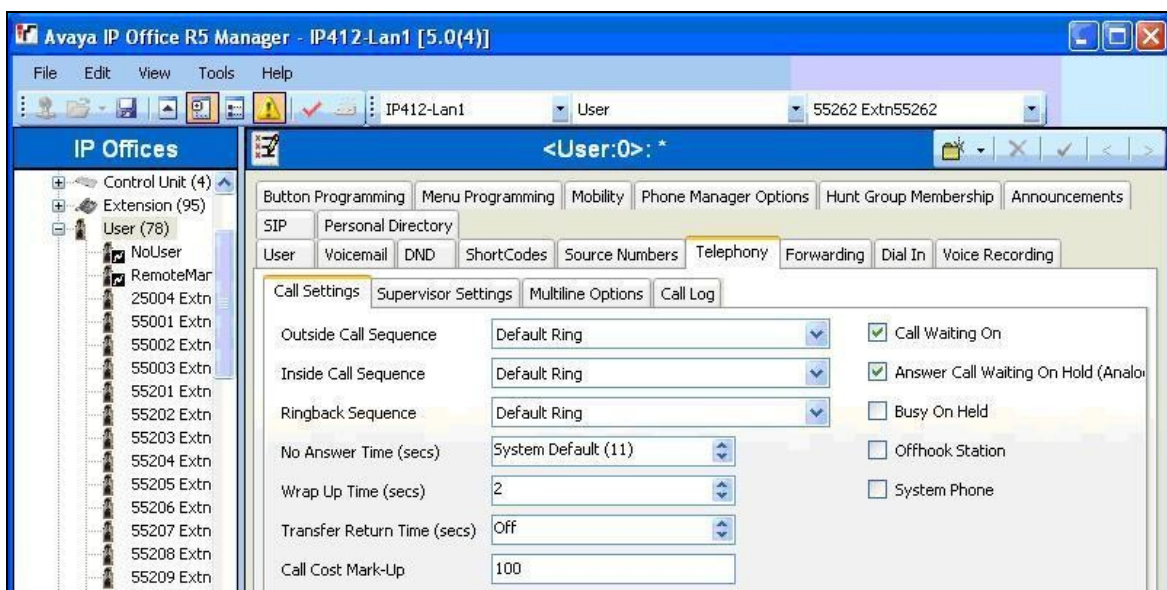 Avaya IP Office R5 Manager - IP412-Lan1 [5.0(4)]
File Edit View Tools Help
IP412-Lan1 User 55262 Extn55262
IP Offices
Control Unit (4)
Extension (95)
User (78)
NoUser
RemoteMan
25004 Extn
55001 Extn
55002 Extn
55003 Extn
55201 Extn
55202 Extn
55203 Extn
55204 Extn
55205 Extn
55206 Extn
55207 Extn
55208 Extn
55209 Extn
<User:0>: *
Button Programming Menu Programming Mobility Phone Manager Options Hunt Group Membership Announcements
SIP Personal Directory
User Voicemail DND ShortCodes Source Numbers Telephony Forwarding Dial In Voice Recording
Call Settings Supervisor Settings Multiline Options Call Log
Outside Call Sequence Default Ring Call Waiting On
Inside Call Sequence Default Ring Answer Call Waiting On Hold (Analo
Ringback Sequence Default Ring Busy On Held
No Answer Time (secs) System Default (11) Offhook Station
Wrap Up Time (secs) 2 System Phone
Transfer Return Time (secs) Off
Call Cost Mark-Up 100